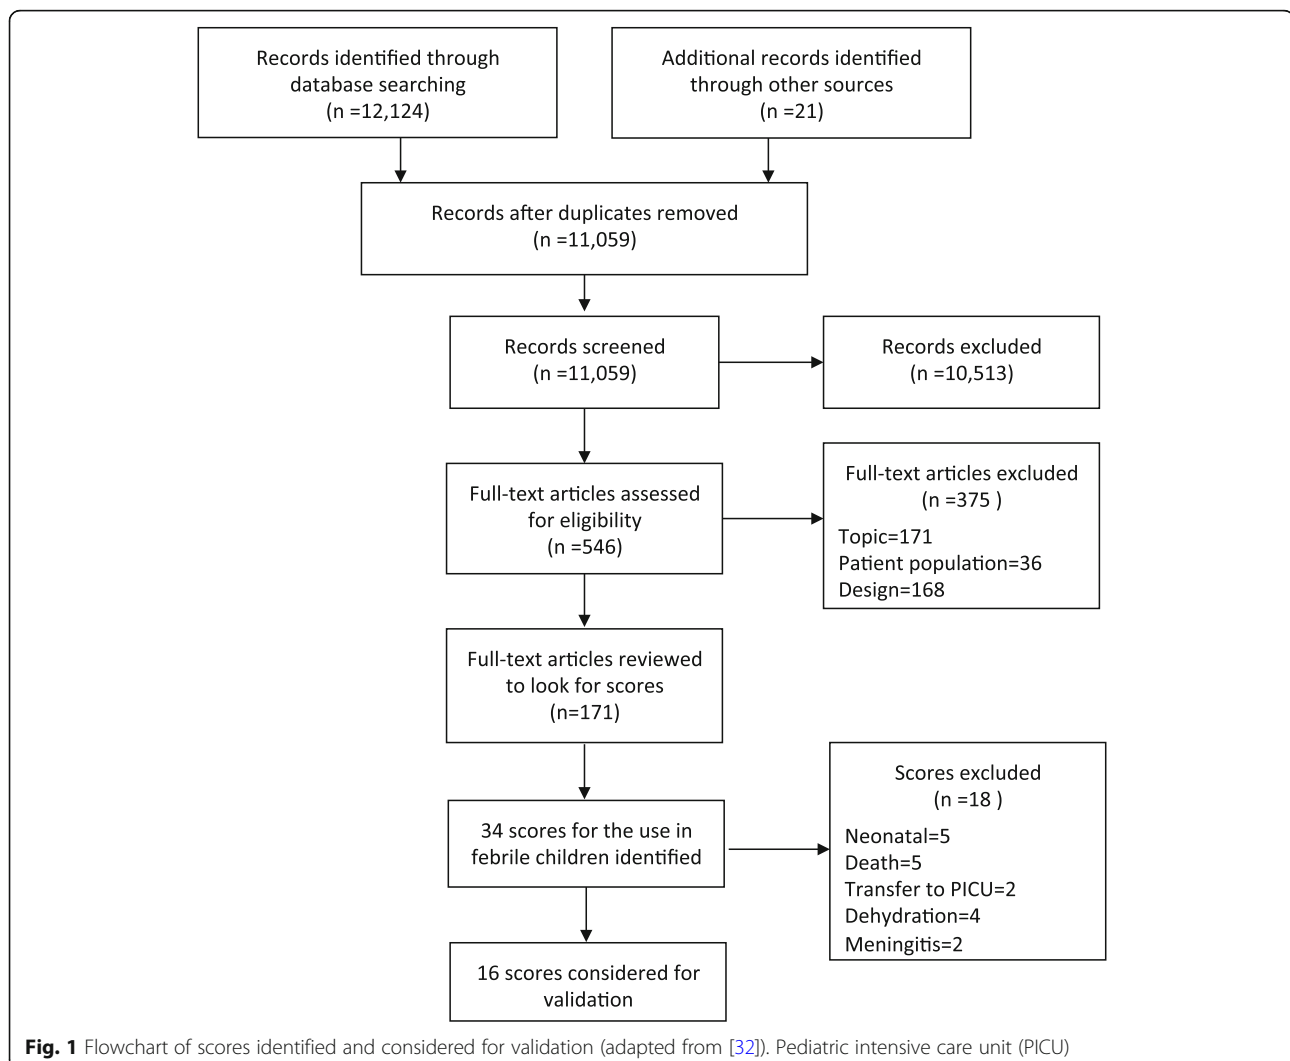 Records identified through
database searching
(n =12,124)
Additional records identified
through other sources
(n =21)
Records after duplicates removed
(n =11,059)
Records screened
(n =11,059)
Records excluded
(n =10,513)
Full-text articles assessed
for eligibility
(n =546)
Full-text articles excluded
(n =375 )
Topic=171
Patient population=36
Design=168
Full-text articles reviewed
to look for scores
(n=171)
34 scores for the use in
febrile children identified
Scores excluded
(n =18 )
Neonatal=5
Death=5
Transfer to PICU=2
Dehydration=4
Meningitis=2
16 scores considered for
validation
Fig. 1 Flowchart of scores identified and considered for validation (adapted from [32]). Pediatric intensive care unit (PICU)